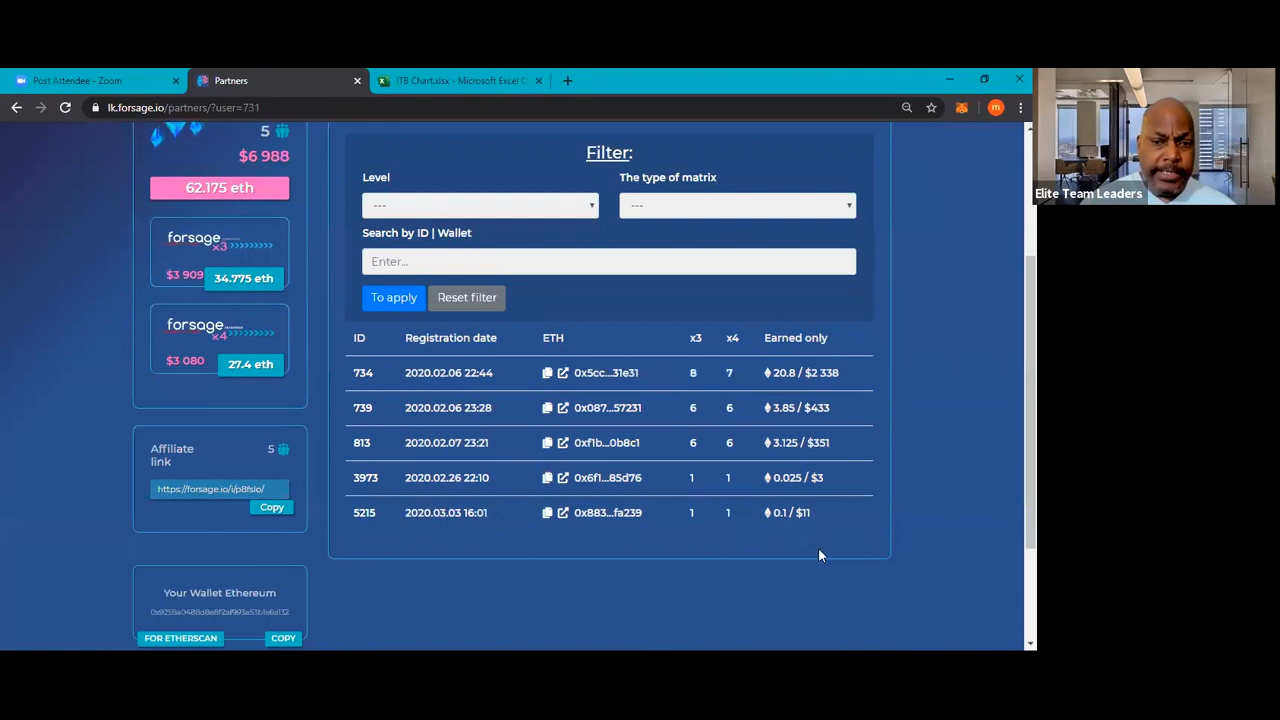 Post Attendee - Zoom
Partners
ITB Chart.xlsx - Microsoft Excel O
lk.forsage.io/partners/?user=731
m
Elite Team Leaders
5
$6 988
62.175 eth
forsage x3
$3 909
34.775 eth
forsage x4
$3 080
27.4 eth
Affiliate link
5
https://forsage.io/i/p8fslo/
Copy
Your Wallet Ethereum
FOR ETHERSCAN
COPY
Filter:
Level
The type of matrix
---
---
Search by ID | Wallet
Enter...
To apply
Reset filter
ID Registration date ETH x3 x4 Earned only
734 2020.02.06 22:44 0x5cc...31e31 8 7 20.8 / $2 338
739 2020.02.06 23:28 0x087...57231 6 6 3.85 / $433
813 2020.02.07 23:21 0xf1b...0b8c1 6 6 3.125 / $351
3973 2020.02.26 22:10 0x6f1...85d76 1 1 0.025 / $3
5215 2020.03.03 16:01 0x883...fa239 1 1 0.1 / $11